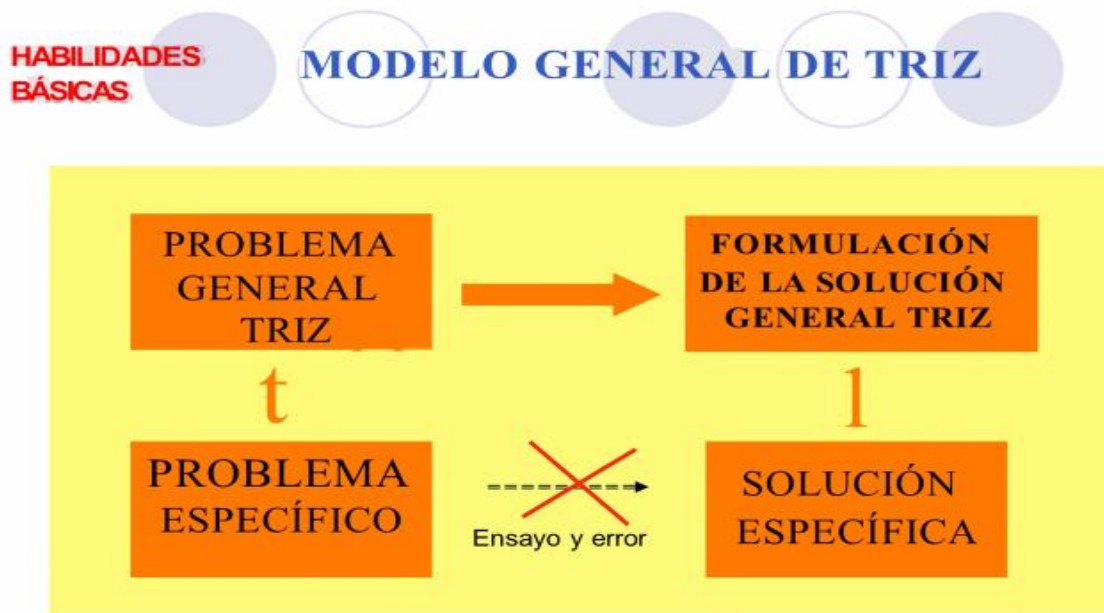 HABILIDADES
BÁSICAS
MODELO GENERAL DE TRIZ
PROBLEMA
GENERAL
TRIZ
FORMULACIÓN
DE LA SOLUCIÓN
GENERAL TRIZ
t
l
PROBLEMA
ESPECÍFICO
Ensayo y error
SOLUCIÓN
ESPECÍFICA